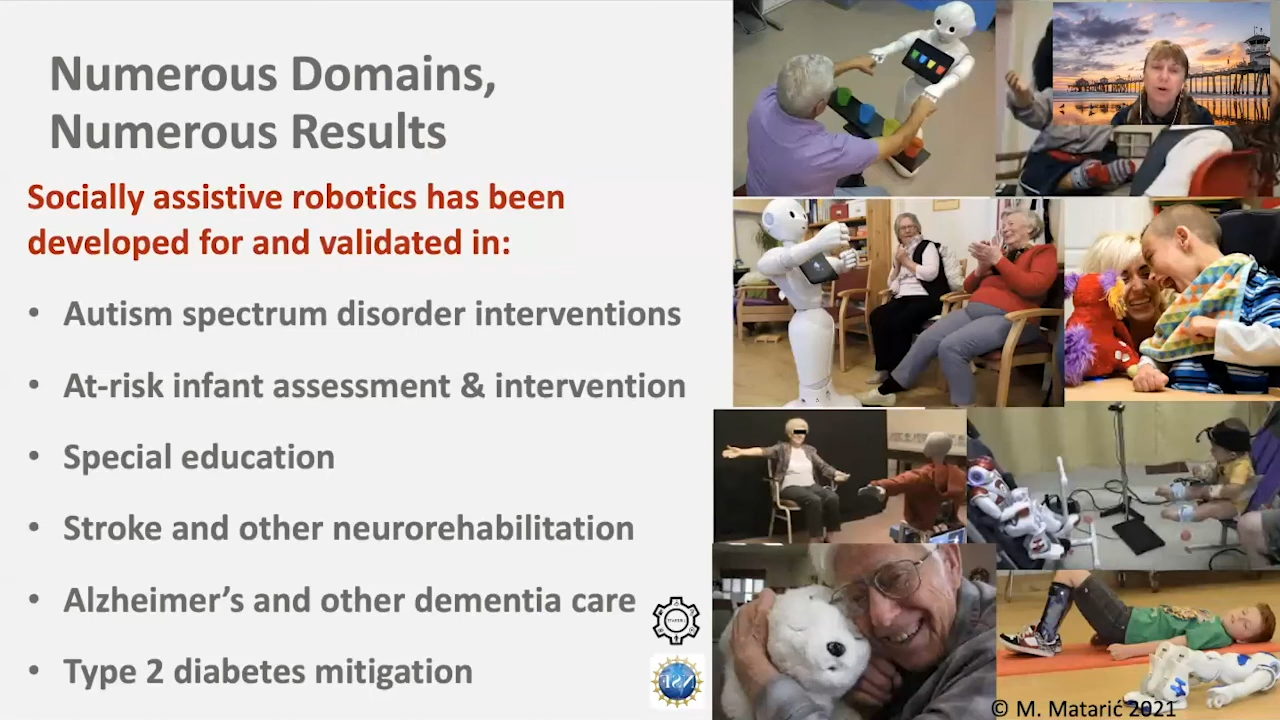 Numerous Domains,
Numerous Results
Socially assistive robotics has been
developed for and validated in:
• Autism spectrum disorder interventions
• At-risk infant assessment & intervention
• Special education
• Stroke and other neurorehabilitation
• Alzheimer’s and other dementia care
• Type 2 diabetes mitigation
NSF
© M. Matarić 2021